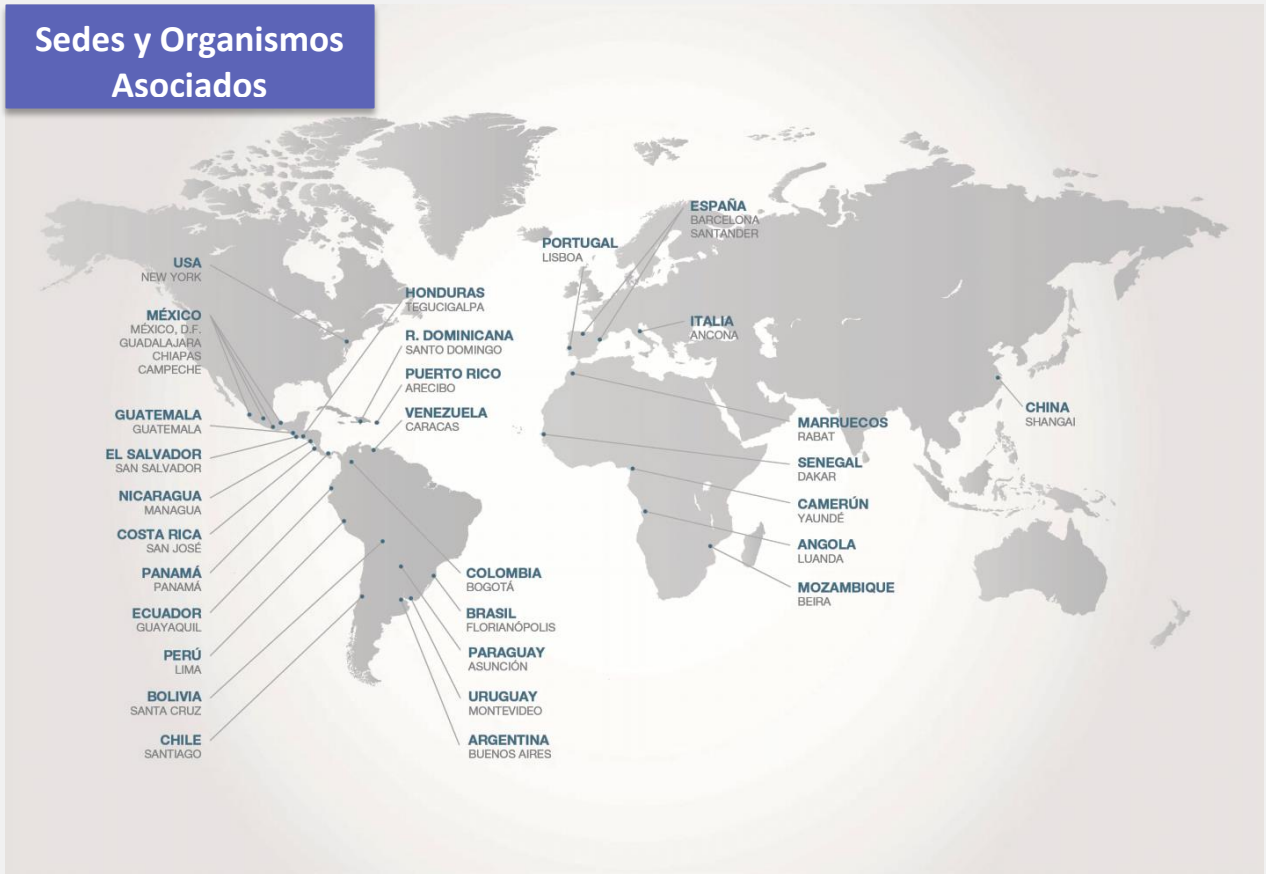 Sedes y Organismos
Asociados
USA
NEW YORK
MÉXICO
MÉXICO, D.F.
GUADALAJARA
CHIAPAS
CAMPECHE
GUATEMALA
GUATEMALA
EL SALVADOR
SAN SALVADOR
NICARAGUA
MANAGUA
COSTA RICA
SAN JOSÉ
PANAMÁ
PANAMÁ
ECUADOR
GUAYAQUIL
PERÚ
LIMA
BOLIVIA
SANTA CRUZ
CHILE
SANTIAGO
HONDURAS
TEGUCIGALPA
R. DOMINICANA
SANTO DOMINGO
PUERTO RICO
ARECIBO
VENEZUELA
CARACAS
COLOMBIA
BOGOTÁ
BRASIL
FLORIANÓPOLIS
PARAGUAY
ASUNCIÓN
URUGUAY
MONTEVIDEO
ARGENTINA
BUENOS AIRES
PORTUGAL
LISBOA
ESPAÑA
BARCELONA
SANTANDER
ITALIA
ANCONA
MARRUECOS
RABAT
SENEGAL
DAKAR
CAMERÚN
YAUNDÉ
ANGOLA
LUANDA
MOZAMBIQUE
BEIRA
CHINA
SHANGAI